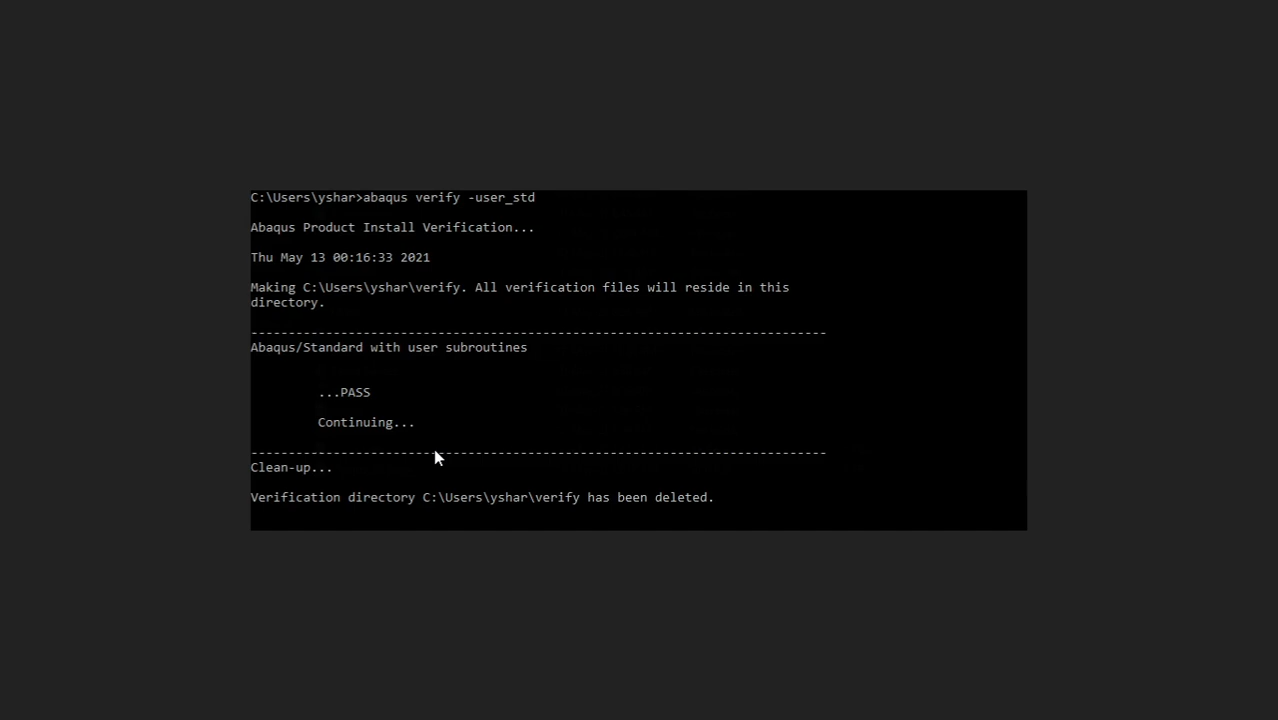 C:\Users\yshar>abaqus verify -user_std
Abaqus Product Install Verification...
Thu May 13 00:16:33 2021
Making C:\Users\yshar\verify. All verification files will reside in this
directory.
-----------------------------------------------------------------------------
Abaqus/Standard with user subroutines
...PASS
Continuing...
-----------------------------------------------------------------------------
Clean-up...
Verification directory C:\Users\yshar\verify has been deleted.